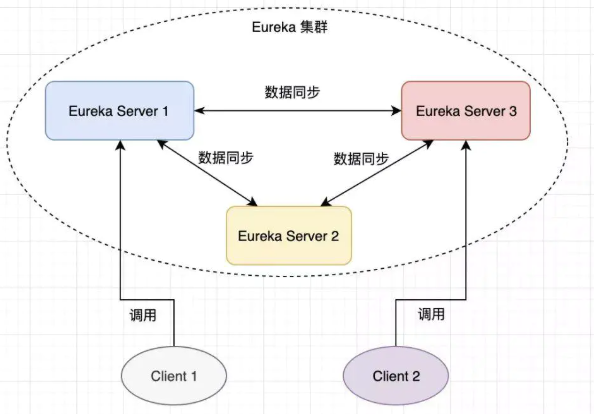 Eureka 集群
Eureka Server 1
数据同步
Eureka Server 3
数据同步
数据同步
Eureka Server 2
调用
调用
Client 1
Client 2